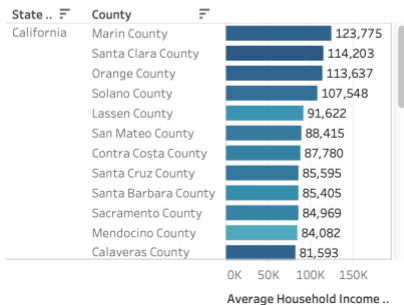 State .. County
California Marin County 123,775
Santa Clara County 114,203
Orange County 113,637
Solano County 107,548
Lassen County 91,622
San Mateo County 88,415
Contra Costa County 87,780
Santa Cruz County 85,595
Santa Barbara County 85,405
Sacramento County 84,969
Mendocino County 84,082
Calaveras County 81,593
0K 50K 100K 150K
Average Household Income ..